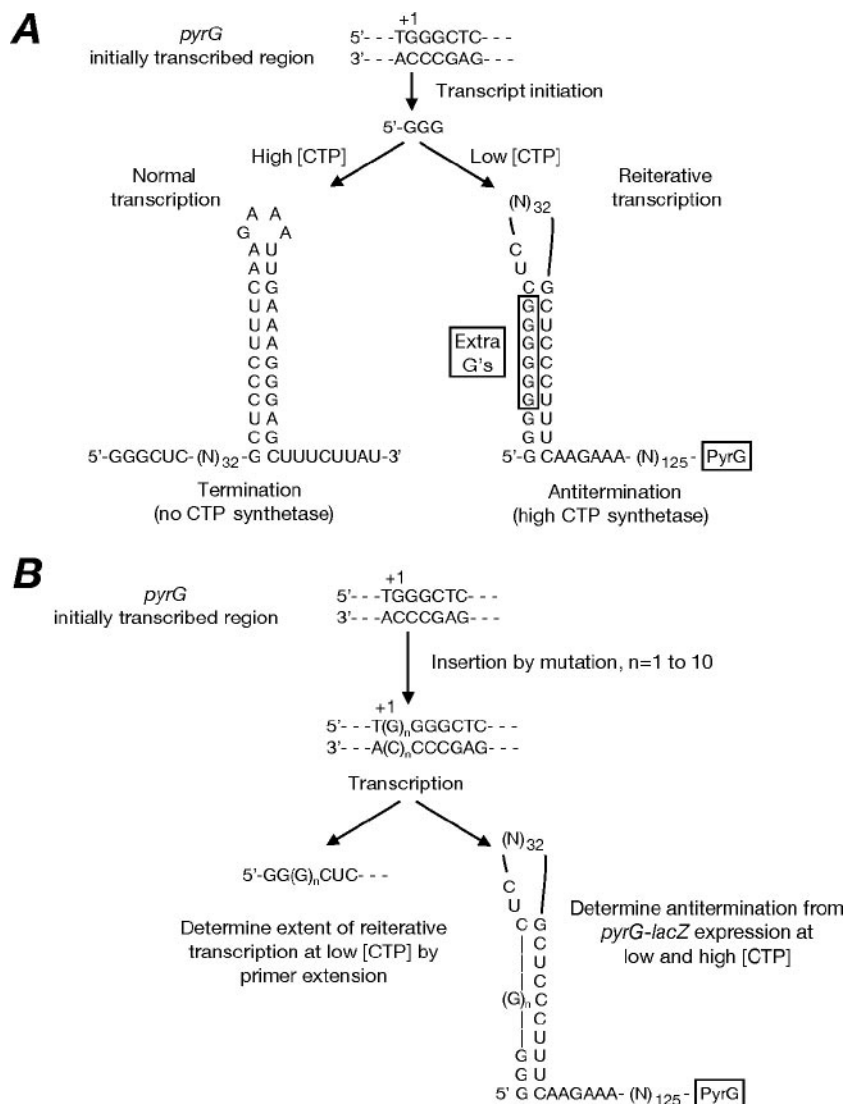 A
pyrG
initially transcribed region
+1
5'- - -TGGGCTC- - -
3'- - -ACCCGAG- - -
Transcript initiation
5'-GGG
High [CTP]
Low [CTP]
Normal
transcription
Reiterative
transcription
A A
G A
A U
A U
C G
U A
U A
U A
C G
C G
C G
U A
C G
5'-GGGCUC-(N)32-G CUUUCUUAU-3'
Termination
(no CTP synthetase)
(N)32
C
U
C G
G C
G U
G C
G C
G C
G U
G U
G U
Extra
G's
5'-G CAAGAAA-(N)125- PyrG
Antitermination
(high CTP synthetase)
B
pyrG
initially transcribed region
+1
5'- - -TGGGCTC- - -
3'- - -ACCCGAG- - -
Insertion by mutation, n=1 to 10
+1
5'- - -T(G)nGGGCTC- - -
3'- - -A(C)nCCCGAG- - -
Transcription
5'-GG(G)nCUC- - -
Determine extent of reiterative
transcription at low [CTP] by
primer extension
(N)32
C
U
C G
C
U
C
C
(G)n C
U
G U
G U
5' G CAAGAAA-(N)125- PyrG
Determine antitermination from
pyrG-lacZ expression at
low and high [CTP]